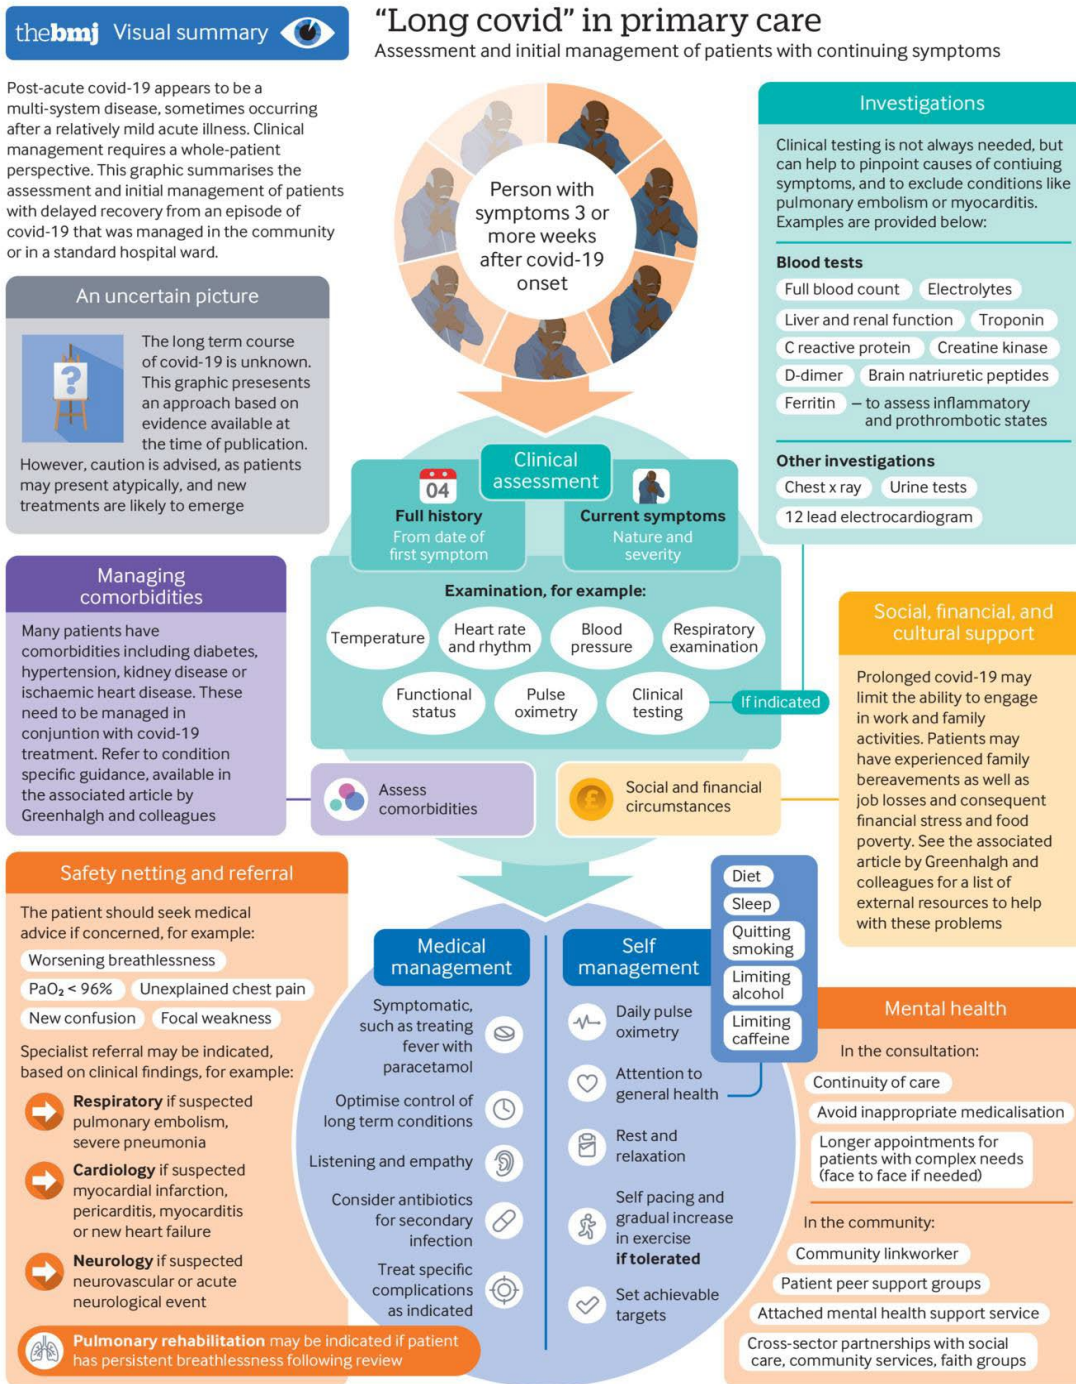 thebmj Visual summary
"Long covid" in primary care
Assessment and initial management of patients with continuing symptoms
Post-acute covid-19 appears to be a
multi-system disease, sometimes occurring
after a relatively mild acute illness. Clinical
management requires a whole-patient
perspective. This graphic summarises the
assessment and initial management of patients
with delayed recovery from an episode of
covid-19 that was managed in the community
or in a standard hospital ward.
An uncertain picture
?
The long term course
of covid-19 is unknown.
This graphic presesents
an approach based on
evidence available at
the time of publication.
However, caution is advised, as patients
may present atypically, and new
treatments are likely to emerge
Person with
symptoms 3 or
more weeks
after covid-19
onset
Investigations
Clinical testing is not always needed, but
can help to pinpoint causes of contiuing
symptoms, and to exclude conditions like
pulmonary embolism or myocarditis.
Examples are provided below:
Blood tests
Full blood count Electrolytes
Liver and renal function Troponin
C reactive protein Creatine kinase
D-dimer Brain natriuretic peptides
Ferritin – to assess inflammatory
and prothrombotic states
Other investigations
Chest x ray Urine tests
12 lead electrocardiogram
Clinical
assessment
04
Full history
From date of
first symptom
Current symptoms
Nature and
severity
Examination, for example:
Temperature
Heart rate
and rhythm
Blood
pressure
Respiratory
examination
Functional
status
Pulse
oximetry
Clinical
testing
If indicated
Managing
comorbidities
Many patients have
comorbidities including diabetes,
hypertension, kidney disease or
ischaemic heart disease. These
need to be managed in
conjuntion with covid-19
treatment. Refer to condition
specific guidance, available in
the associated article by
Greenhalgh and colleagues
Assess
comorbidities
£
Social and financial
circumstances
Social, financial, and
cultural support
Prolonged covid-19 may
limit the ability to engage
in work and family
activities. Patients may
have experienced family
bereavements as well as
job losses and consequent
financial stress and food
poverty. See the associated
article by Greenhalgh and
colleagues for a list of
external resources to help
with these problems
Safety netting and referral
The patient should seek medical
advice if concerned, for example:
Worsening breathlessness
PaO₂ < 96% Unexplained chest pain
New confusion Focal weakness
Specialist referral may be indicated,
based on clinical findings, for example:
Respiratory if suspected
pulmonary embolism,
severe pneumonia
Cardiology if suspected
myocardial infarction,
pericarditis, myocarditis
or new heart failure
Neurology if suspected
neurovascular or acute
neurological event
Pulmonary rehabilitation may be indicated if patient
has persistent breathlessness following review
Medical
management
Symptomatic,
such as treating
fever with
paracetamol
Optimise control of
long term conditions
Listening and empathy
Consider antibiotics
for secondary
infection
Treat specific
complications
as indicated
Self
management
Daily pulse
oximetry
Attention to
general health
Rest and
relaxation
Self pacing and
gradual increase
in exercise
if tolerated
Set achievable
targets
Diet
Sleep
Quitting
smoking
Limiting
alcohol
Limiting
caffeine
Mental health
In the consultation:
Continuity of care
Avoid inappropriate medicalisation
Longer appointments for
patients with complex needs
(face to face if needed)
In the community:
Community linkworker
Patient peer support groups
Attached mental health support service
Cross-sector partnerships with social
care, community services, faith groups